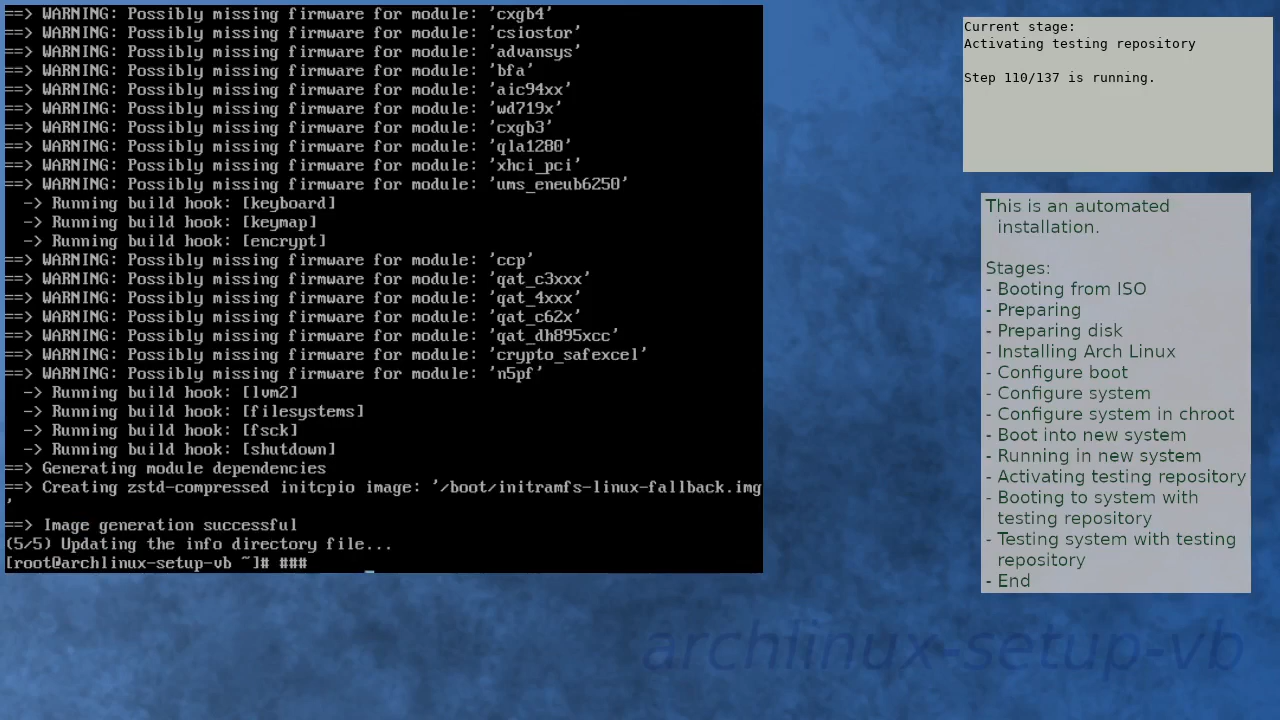 ==> WARNING: Possibly missing firmware for module: 'cxgb4'
==> WARNING: Possibly missing firmware for module: 'csiostor'
==> WARNING: Possibly missing firmware for module: 'advansys'
==> WARNING: Possibly missing firmware for module: 'bfa'
==> WARNING: Possibly missing firmware for module: 'aic94xx'
==> WARNING: Possibly missing firmware for module: 'wd719x'
==> WARNING: Possibly missing firmware for module: 'cxgb3'
==> WARNING: Possibly missing firmware for module: 'qla1280'
==> WARNING: Possibly missing firmware for module: 'xhci_pci'
==> WARNING: Possibly missing firmware for module: 'ums_eneub6250'
-> Running build hook: [keyboard]
-> Running build hook: [keymap]
-> Running build hook: [encrypt]
==> WARNING: Possibly missing firmware for module: 'ccp'
==> WARNING: Possibly missing firmware for module: 'qat_c3xxx'
==> WARNING: Possibly missing firmware for module: 'qat_4xxx'
==> WARNING: Possibly missing firmware for module: 'qat_c62x'
==> WARNING: Possibly missing firmware for module: 'qat_dh895xcc'
==> WARNING: Possibly missing firmware for module: 'crypto_safexcel'
==> WARNING: Possibly missing firmware for module: 'n5pf'
-> Running build hook: [lvm2]
-> Running build hook: [filesystems]
-> Running build hook: [fsck]
-> Running build hook: [shutdown]
==> Generating module dependencies
==> Creating zstd-compressed initcpio image: '/boot/initramfs-linux-fallback.img
'
==> Image generation successful
(5/5) Updating the info directory file...
[root@archlinux-setup-vb ~]# ###
Current stage:
Activating testing repository
Step 110/137 is running.
This is an automated
installation.
Stages:
- Booting from ISO
- Preparing
- Preparing disk
- Installing Arch Linux
- Configure boot
- Configure system
- Configure system in chroot
- Boot into new system
- Running in new system
- Activating testing repository
- Booting to system with
testing repository
- Testing system with testing
repository
- End
archlinux-setup-vb